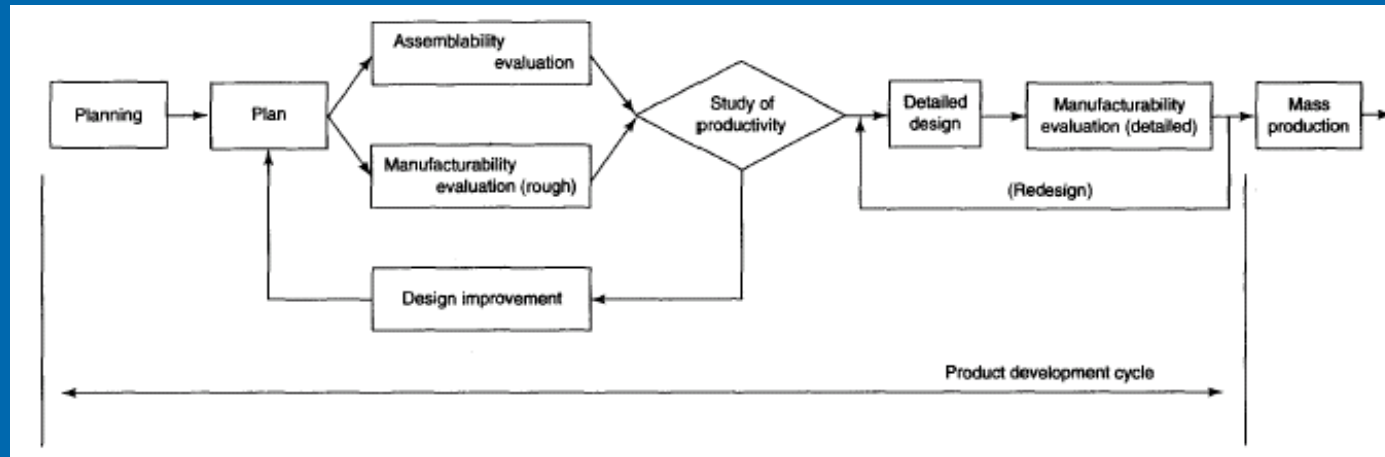 Planning
Plan
Assemblability
evaluation
Manufacturability
evaluation (rough)
Study of
productivity
Design improvement
Detailed
design
Manufacturability
evaluation (detailed)
(Redesign)
Mass
production
Product development cycle